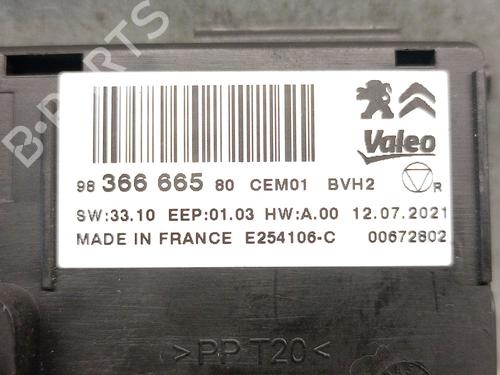 B-PARTS
Valeo
98 366 665 80 CEM01 BVH2 R
SW:33.10 EEP:01.03 HW:A.00 12.07.2021
MADE IN FRANCE E254106-C 00672802
>PP T20<